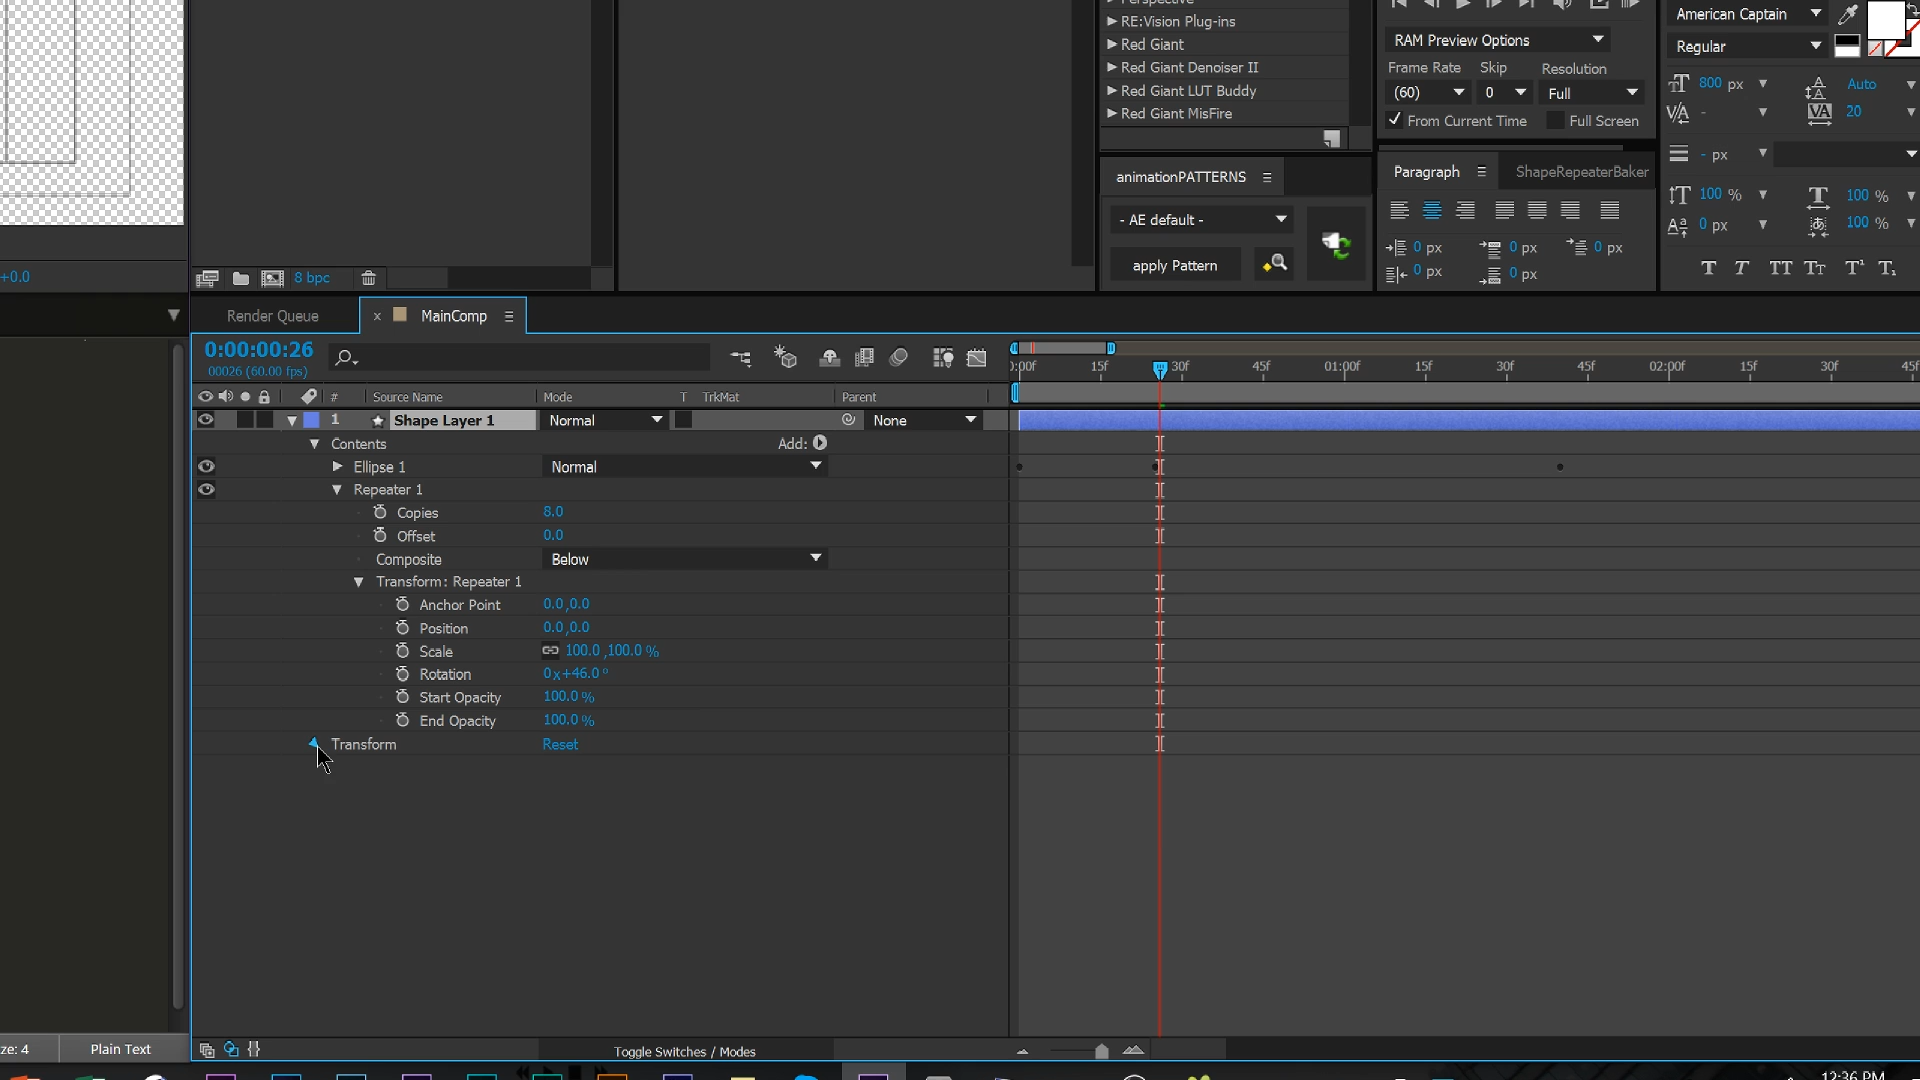 RE:Vision Plug-ins
Red Giant
Red Giant Denoiser II
Red Giant LUT Buddy
Red Giant MisFire
RAM Preview Options
Frame Rate Skip Resolution
(60) 0 Full
From Current Time Full Screen
American Captain
Regular
800 px Auto
- 20
- px
100 % 100 %
0 px 100 %
animationPATTERNS
- AE default -
apply Pattern
Paragraph ShapeRepeaterBaker
0 px 0 px 0 px
0 px 0 px
T T TT Tт T¹ T₁
+0.0
8 bpc
Render Queue x MainComp
0:00:00:26
00026 (60.00 fps)
:00f 15f 30f 45f 01:00f 15f 30f 45f 02:00f 15f 30f 45f
# Source Name Mode T TrkMat Parent
1 Shape Layer 1 Normal None
Contents Add:
Ellipse 1 Normal
Repeater 1
Copies 8.0
Offset 0.0
Composite Below
Transform: Repeater 1
Anchor Point 0.0,0.0
Position 0.0,0.0
Scale 100.0,100.0 %
Rotation 0x+46.0°
Start Opacity 100.0 %
End Opacity 100.0 %
Transform Reset
ze: 4 Plain Text
Toggle Switches / Modes
12:36 PM